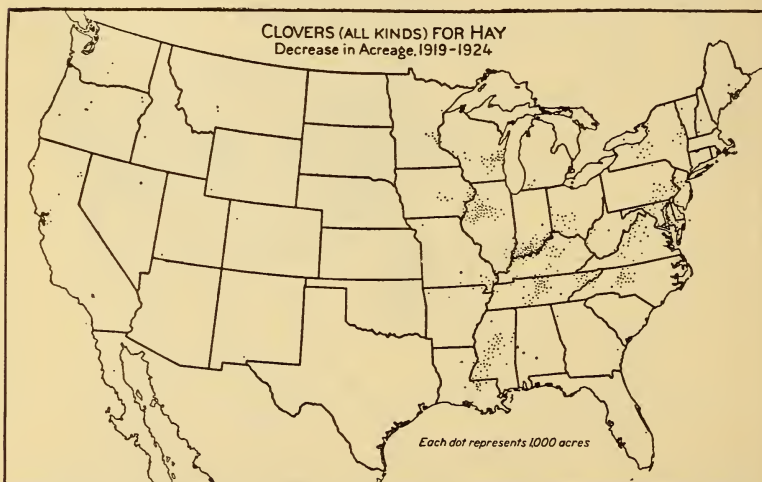 CLOVERS (ALL KINDS) FOR HAY
Decrease in Acreage, 1919-1924
Each dot represents 1,000 acres